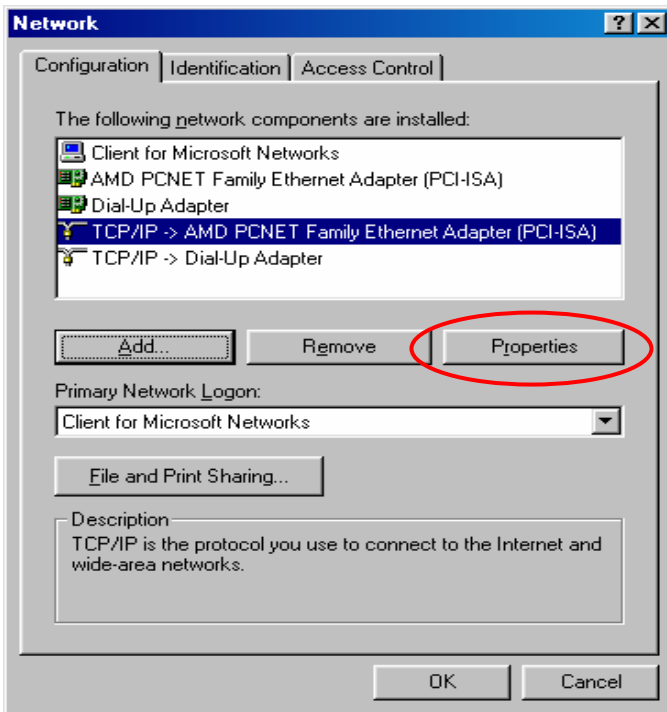 Network
Configuration Identification Access Control
The following network components are installed:
Client for Microsoft Networks
AMD PCNET Family Ethernet Adapter (PCI-ISA)
Dial-Up Adapter
TCP/IP -> AMD PCNET Family Ethernet Adapter (PCI-ISA)
TCP/IP -> Dial-Up Adapter
Add... Remove Properties
Primary Network Logon:
Client for Microsoft Networks
File and Print Sharing...
Description
TCP/IP is the protocol you use to connect to the Internet and
wide-area networks.
OK Cancel